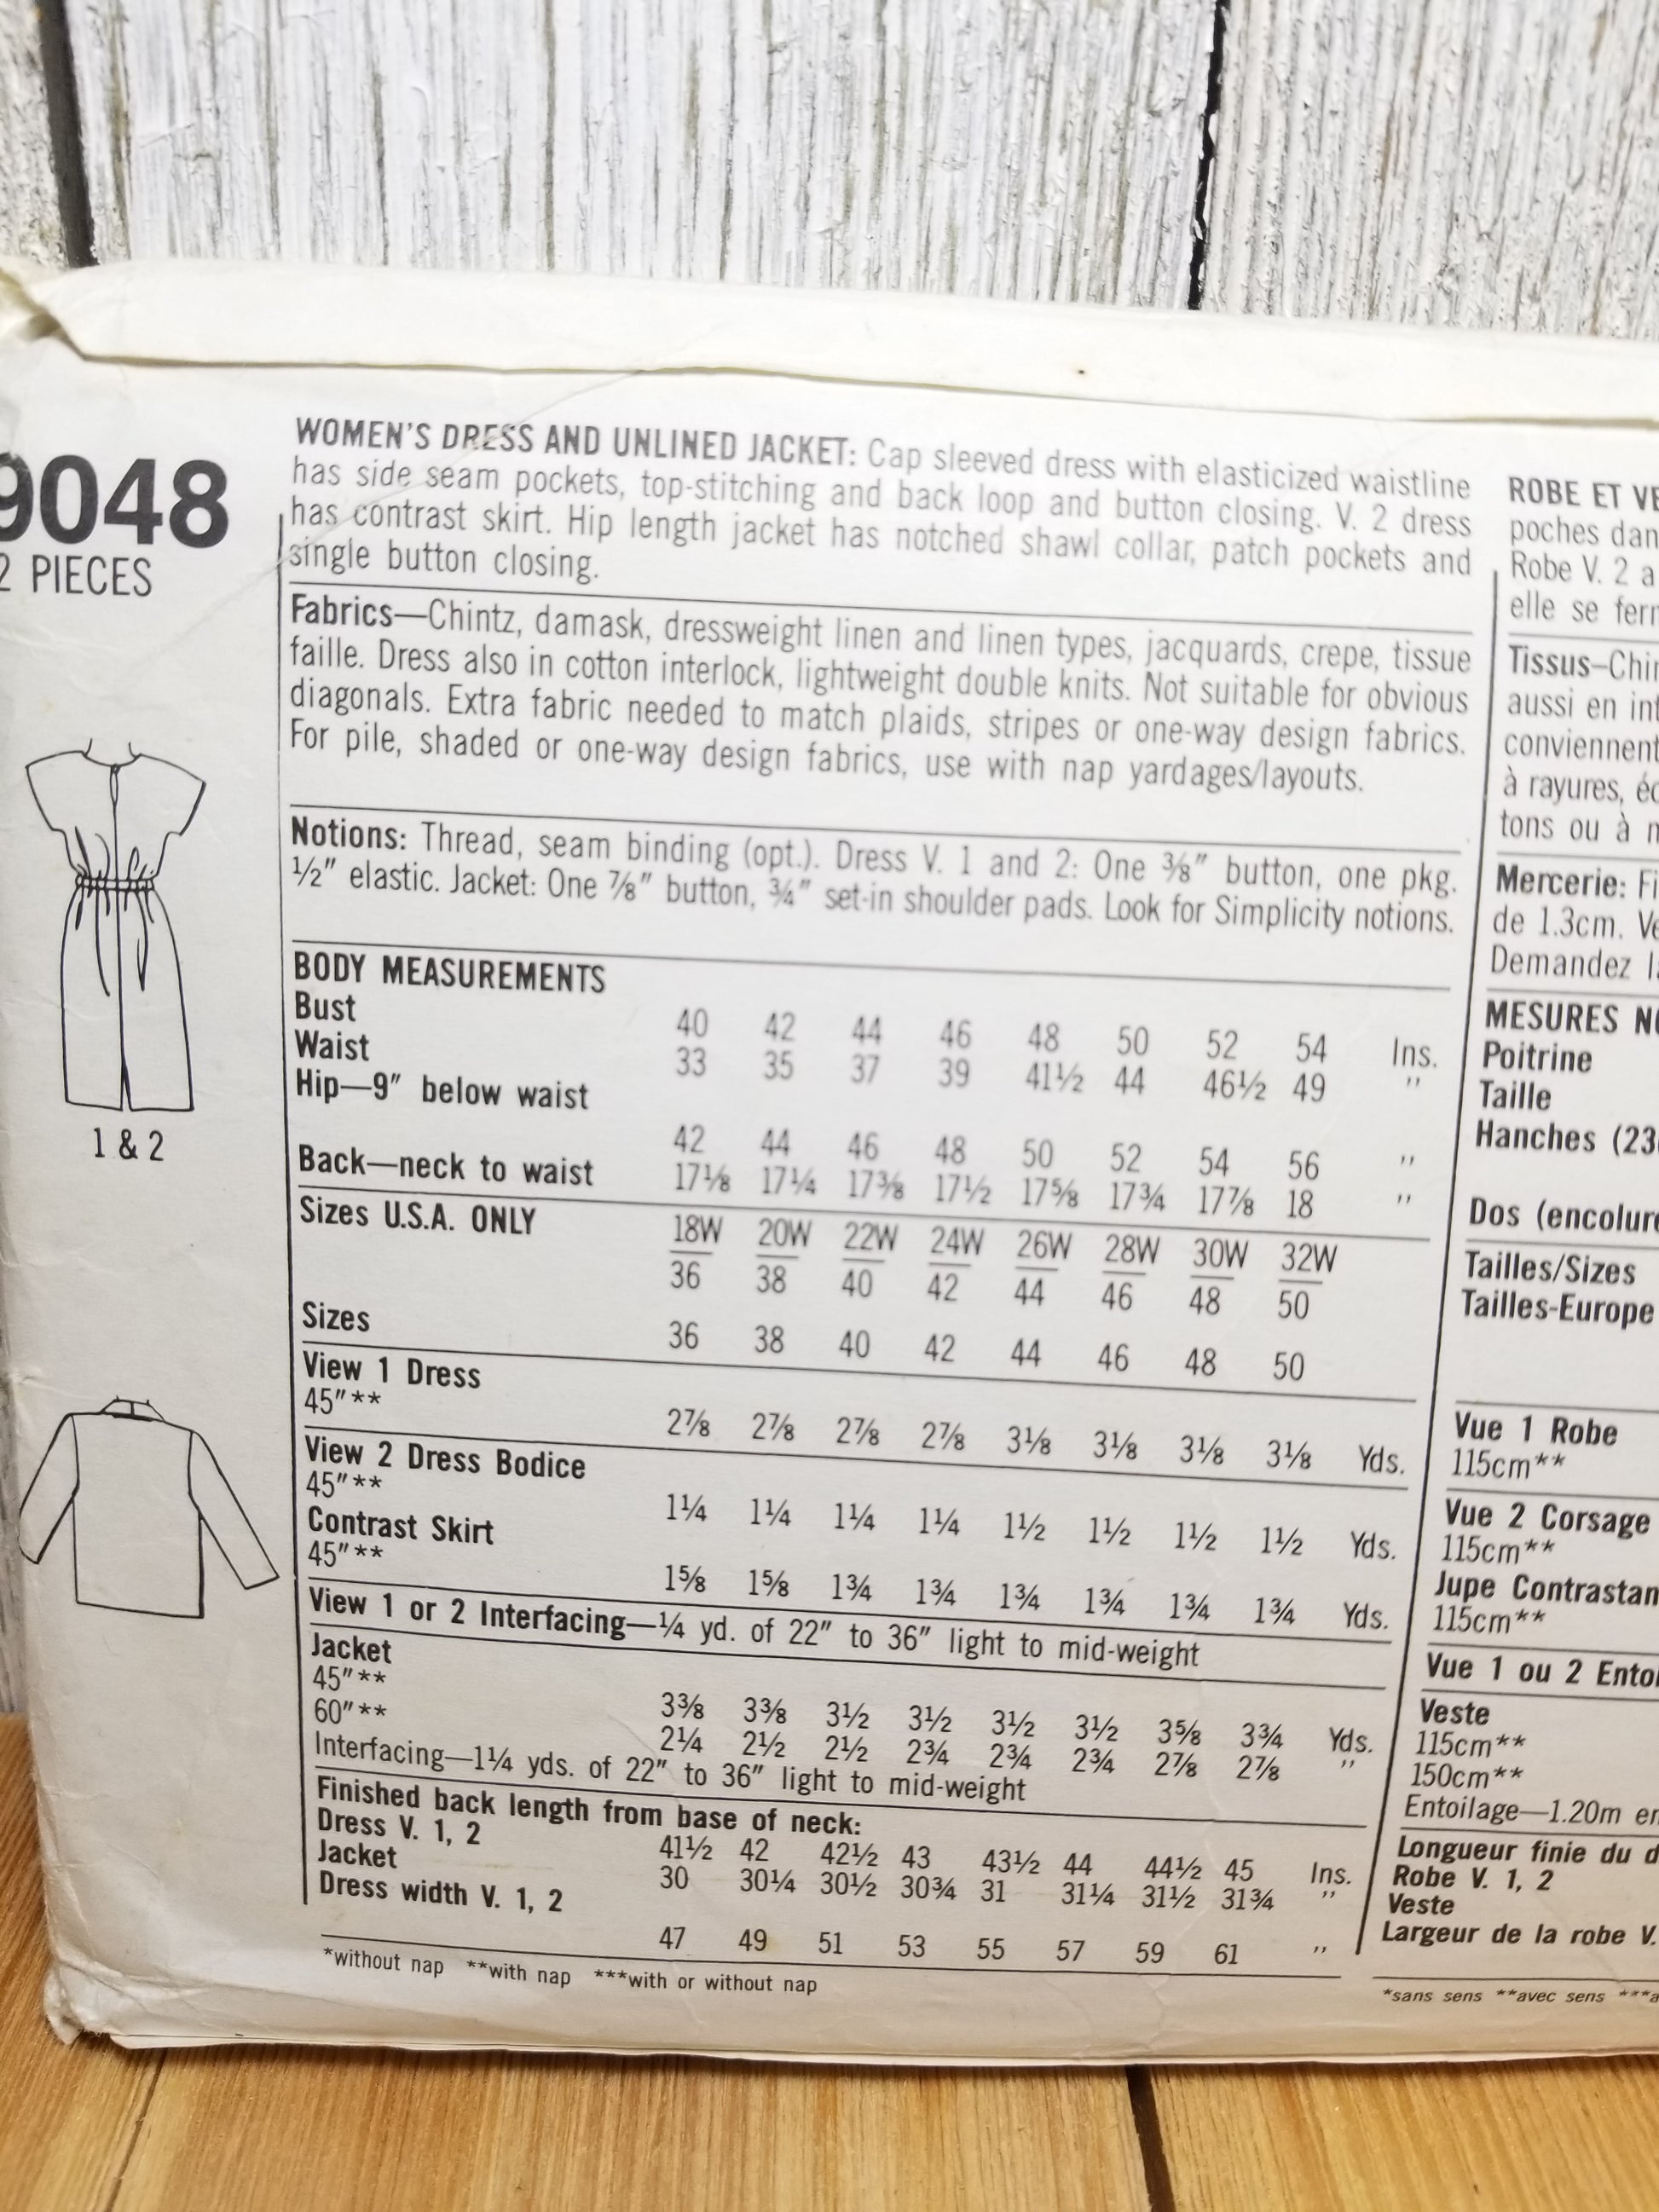 9048
2 PIECES
1 & 2
WOMEN'S DRESS AND UNLINED JACKET: Cap sleeved dress with elasticized waistline
has side seam pockets, top-stitching and back loop and button closing. V. 2 dress
has contrast skirt. Hip length jacket has notched shawl collar, patch pockets and
single button closing.
Fabrics—Chintz, damask, dressweight linen and linen types, jacquards, crepe, tissue
faille. Dress also in cotton interlock, lightweight double knits. Not suitable for obvious
diagonals. Extra fabric needed to match plaids, stripes or one-way design fabrics.
For pile, shaded or one-way design fabrics, use with nap yardages/layouts.
Notions: Thread, seam binding (opt.). Dress V. 1 and 2: One ⅜" button, one pkg.
½" elastic. Jacket: One ⅞" button, ¾" set-in shoulder pads. Look for Simplicity notions.
BODY MEASUREMENTS
Bust 40 42 44 46 48 50 52 54 Ins.
Waist 33 35 37 39 41½ 44 46½ 49 "
Hip—9" below waist
42 44 46 48 50 52 54 56 "
Back—neck to waist 17⅛ 17¼ 17⅜ 17½ 17⅝ 17¾ 17⅞ 18 "
Sizes U.S.A. ONLY 18W 20W 22W 24W 26W 28W 30W 32W
36 38 40 42 44 46 48 50
Sizes 36 38 40 42 44 46 48 50
View 1 Dress
45"** 2⅞ 2⅞ 2⅞ 2⅞ 3⅛ 3⅛ 3⅛ 3⅛ Yds.
View 2 Dress Bodice
45"** 1¼ 1¼ 1¼ 1¼ 1½ 1½ 1½ 1½ Yds.
Contrast Skirt
45"** 1⅝ 1⅝ 1¾ 1¾ 1¾ 1¾ 1¾ 1¾ Yds.
View 1 or 2 Interfacing—¼ yd. of 22" to 36" light to mid-weight
Jacket
45"** 3⅜ 3⅜ 3½ 3½ 3½ 3½ 3⅝ 3¾ Yds.
60"** 2¼ 2½ 2½ 2¾ 2¾ 2¾ 2⅞ 2⅞ "
Interfacing—1¼ yds. of 22" to 36" light to mid-weight
Finished back length from base of neck:
Dress V. 1, 2 41½ 42 42½ 43 43½ 44 44½ 45 Ins.
Jacket 30 30¼ 30½ 30¾ 31 31¼ 31½ 31¾ "
Dress width V. 1, 2
47 49 51 53 55 57 59 61 "
*without nap **with nap ***with or without nap
ROBE ET VE
poches dan
Robe V. 2 a
elle se ferm
Tissus–Chin
aussi en int
conviennent
à rayures, éc
tons ou à m
Mercerie: Fi
de 1.3cm. Ve
Demandez l
MESURES NO
Poitrine
Taille
Hanches (23
Dos (encolure
Tailles/Sizes
Tailles-Europe
Vue 1 Robe
115cm**
Vue 2 Corsage
115cm**
Jupe Contrastan
115cm**
Vue 1 ou 2 Ento
Veste
115cm**
150cm**
Entoilage—1.20m en
Longueur finie du d
Robe V. 1, 2
Veste
Largeur de la robe V.
*sans sens **avec sens ***a